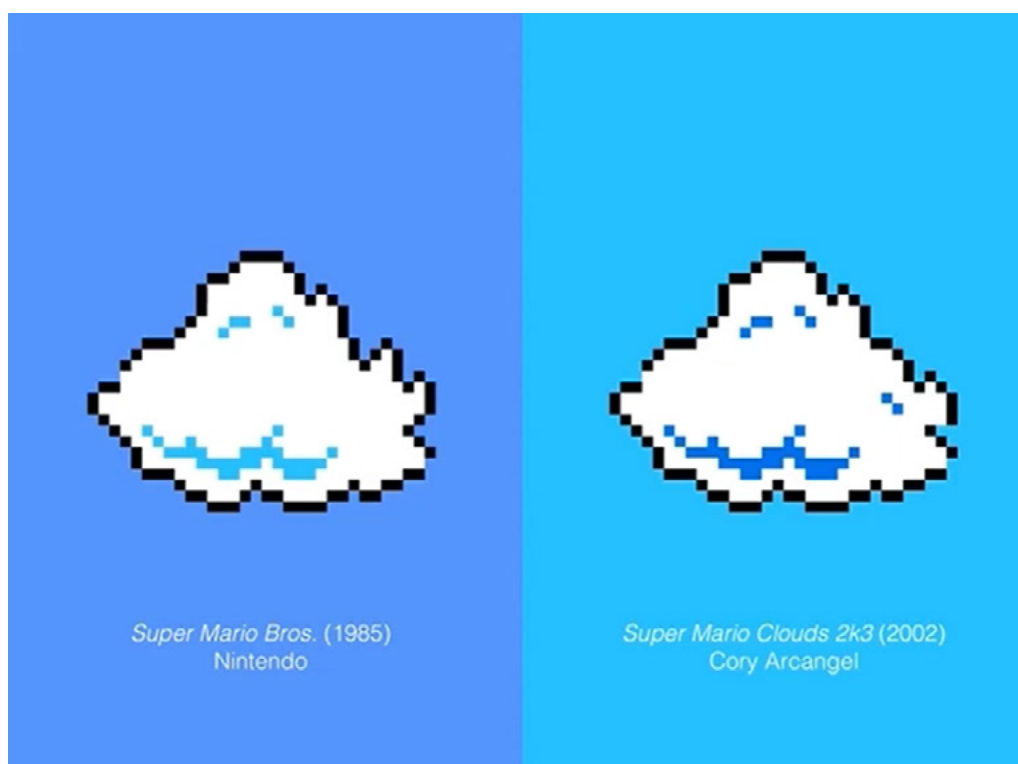 Super Mario Bros. (1985)
Nintendo
Super Mario Clouds 2k3 (2002)
Cory Arcangel